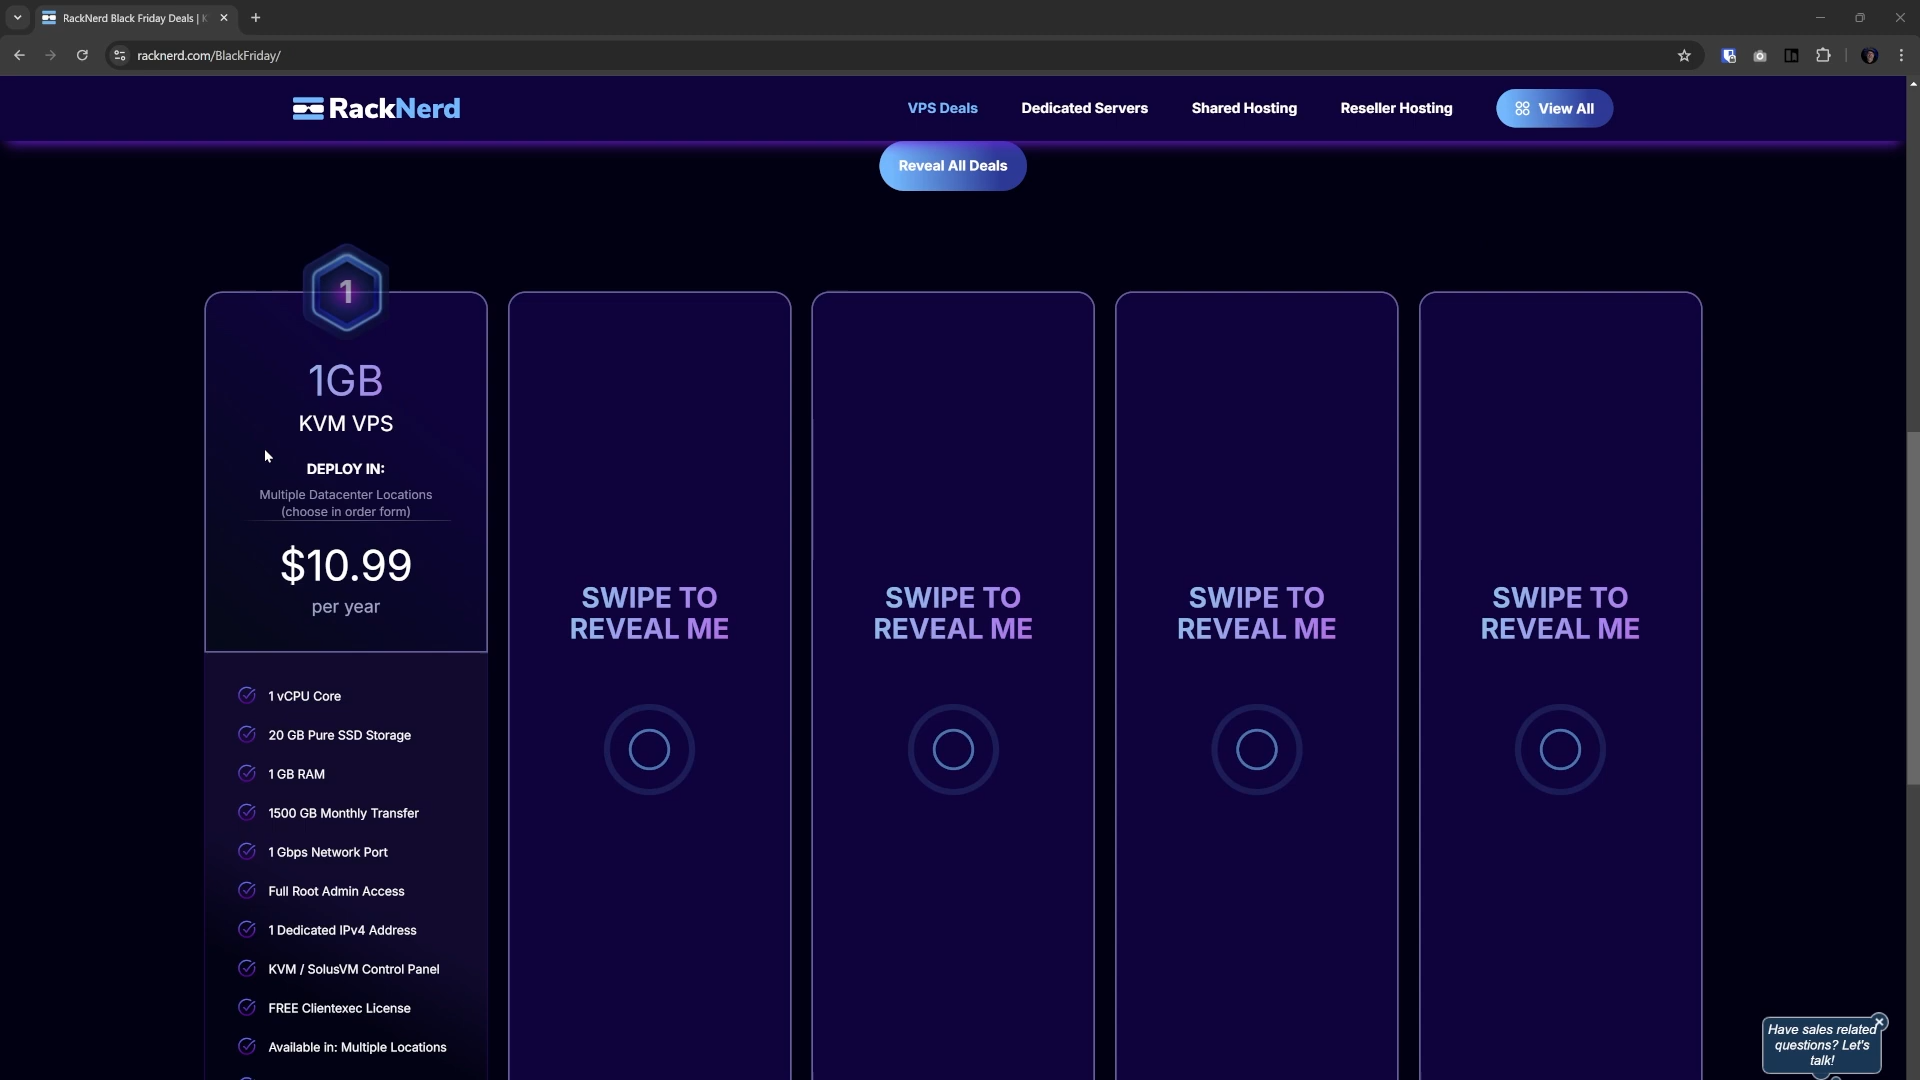 RackNerd Black Friday Deals | K
racknerd.com/BlackFriday/
RackNerd
VPS Deals
Dedicated Servers
Shared Hosting
Reseller Hosting
View All
Reveal All Deals
1
1GB
KVM VPS
DEPLOY IN:
Multiple Datacenter Locations
(choose in order form)
$10.99
per year
1 vCPU Core
20 GB Pure SSD Storage
1 GB RAM
1500 GB Monthly Transfer
1 Gbps Network Port
Full Root Admin Access
1 Dedicated IPv4 Address
KVM / SolusVM Control Panel
FREE Clientexec License
Available in: Multiple Locations
SWIPE TO
REVEAL ME
SWIPE TO
REVEAL ME
SWIPE TO
REVEAL ME
SWIPE TO
REVEAL ME
Have sales related
questions? Let's
talk!